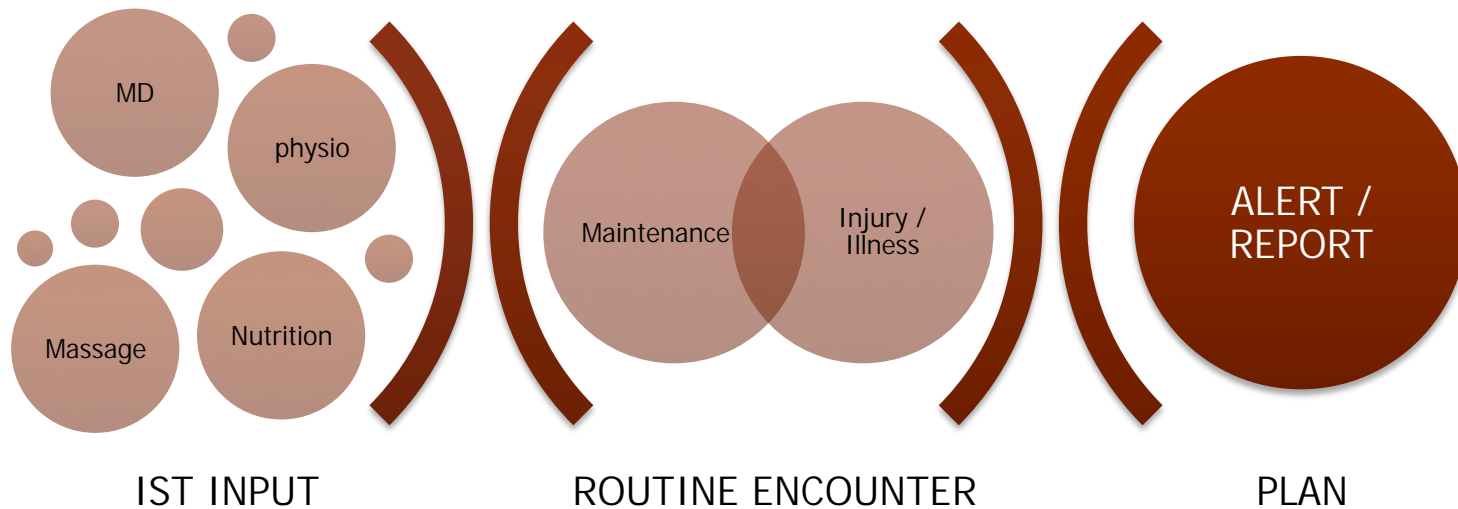 MD
physio
Massage
Nutrition
Maintenance
Injury /
Illness
ALERT /
REPORT
IST INPUT
ROUTINE ENCOUNTER
PLAN